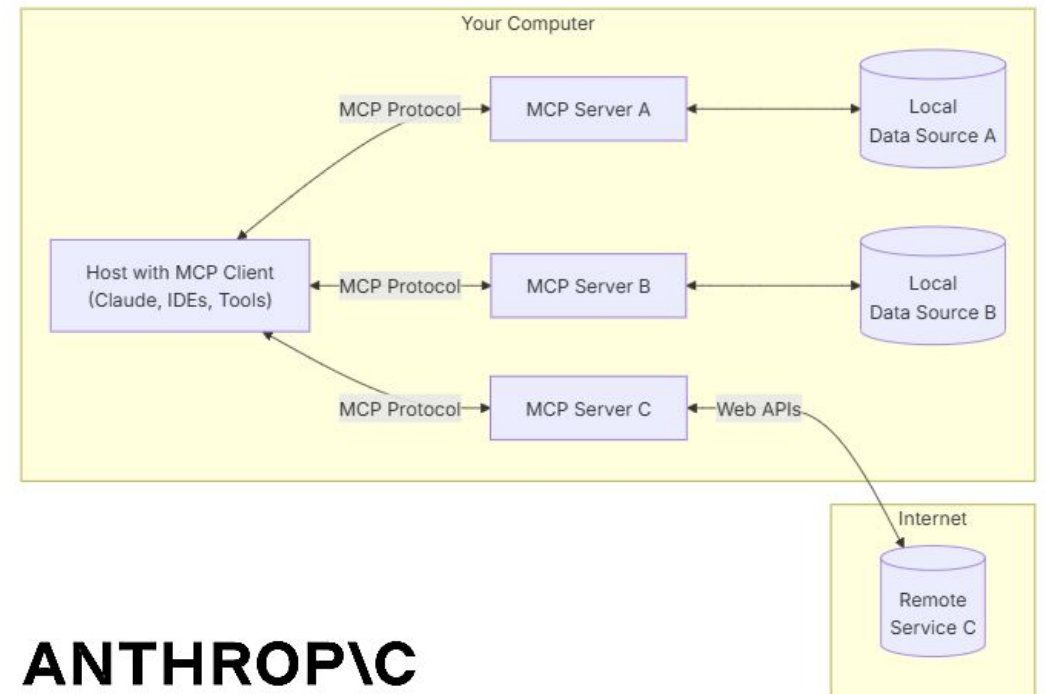 Your Computer
MCP Protocol
MCP Server A
Local
Data Source A
Host with MCP Client
(Claude, IDEs, Tools)
MCP Protocol
MCP Server B
Local
Data Source B
MCP Protocol
MCP Server C
Web APIs
Internet
Remote
Service C
ANTHROP\C